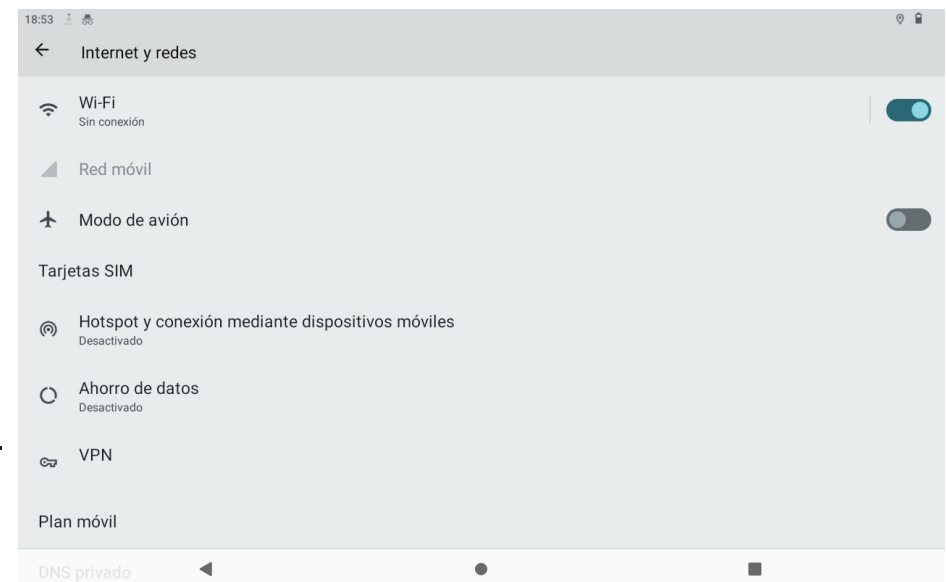 18:53
Internet y redes
Wi-Fi
Sin conexión
Red móvil
Modo de avión
Tarjetas SIM
Hotspot y conexión mediante dispositivos móviles
Desactivado
Ahorro de datos
Desactivado
VPN
Plan móvil
DNS privado